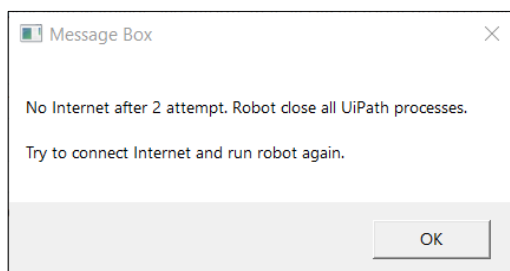 Message Box
No Internet after 2 attempt. Robot close all UiPath processes.
Try to connect Internet and run robot again.
OK